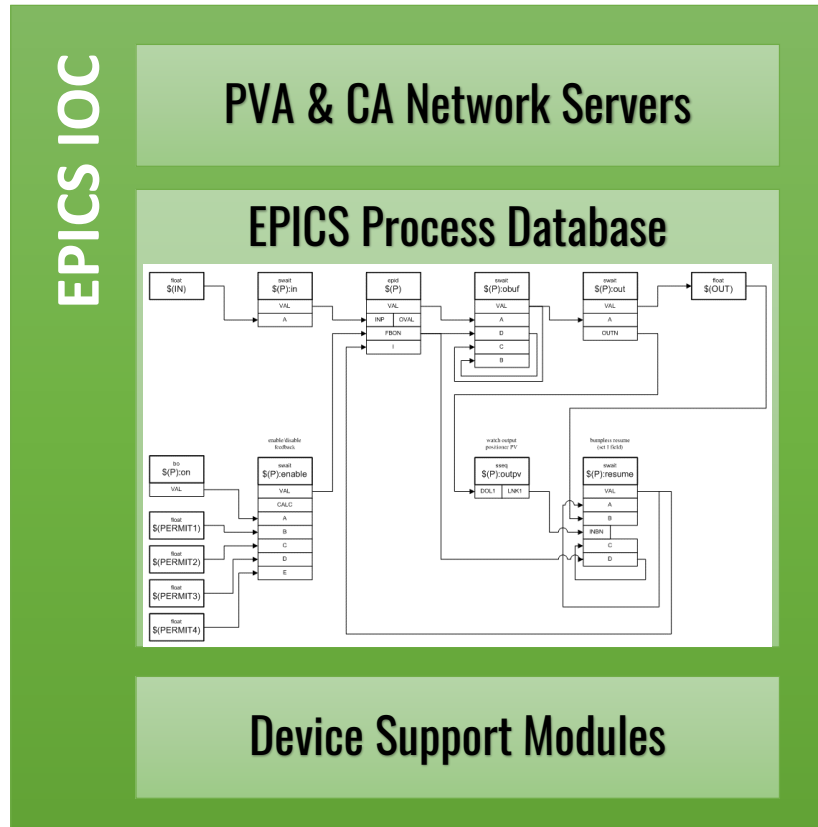 EPICS IOC
PVA & CA Network Servers
EPICS Process Database
float
$(IN)
swait
$(P):in
VAL
A
epid
$(P)
VAL
INP OVAL
FBON
I
swait
$(P):obuf
VAL
A
D
C
B
swait
$(P):out
VAL
A
OUTN
float
$(OUT)
bo
$(P):on
VAL
float
$(PERMIT1)
float
$(PERMIT2)
float
$(PERMIT3)
float
$(PERMIT4)
enable/disable
feedback
swait
$(P):enable
VAL
CALC
A
B
C
D
E
watch output
positioner PV
sseq
$(P):outpv
DOL1 LNK1
bumpless resume
(set I field)
swait
$(P):resume
VAL
A
B
INBN
C
D
Device Support Modules